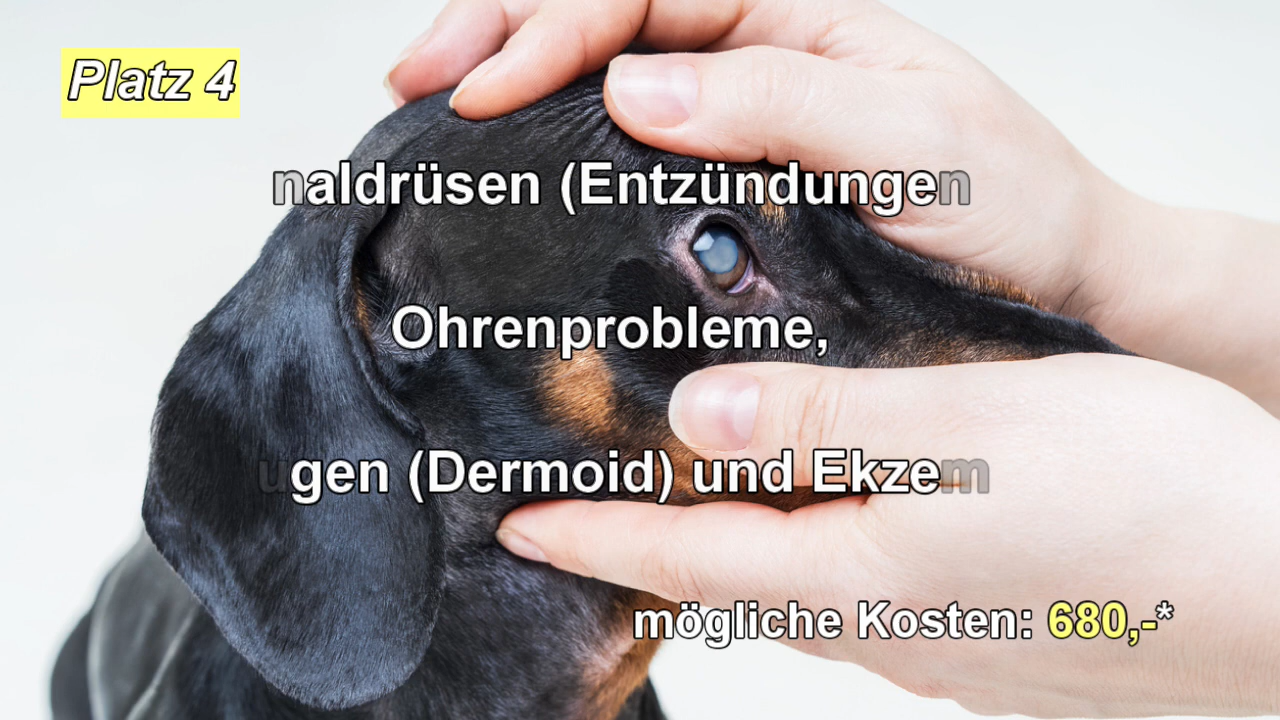 Platz 4
naldrüsen (Entzündungen
Ohrenprobleme,
ugen (Dermoid) und Ekzem
mögliche Kosten: 680,-*